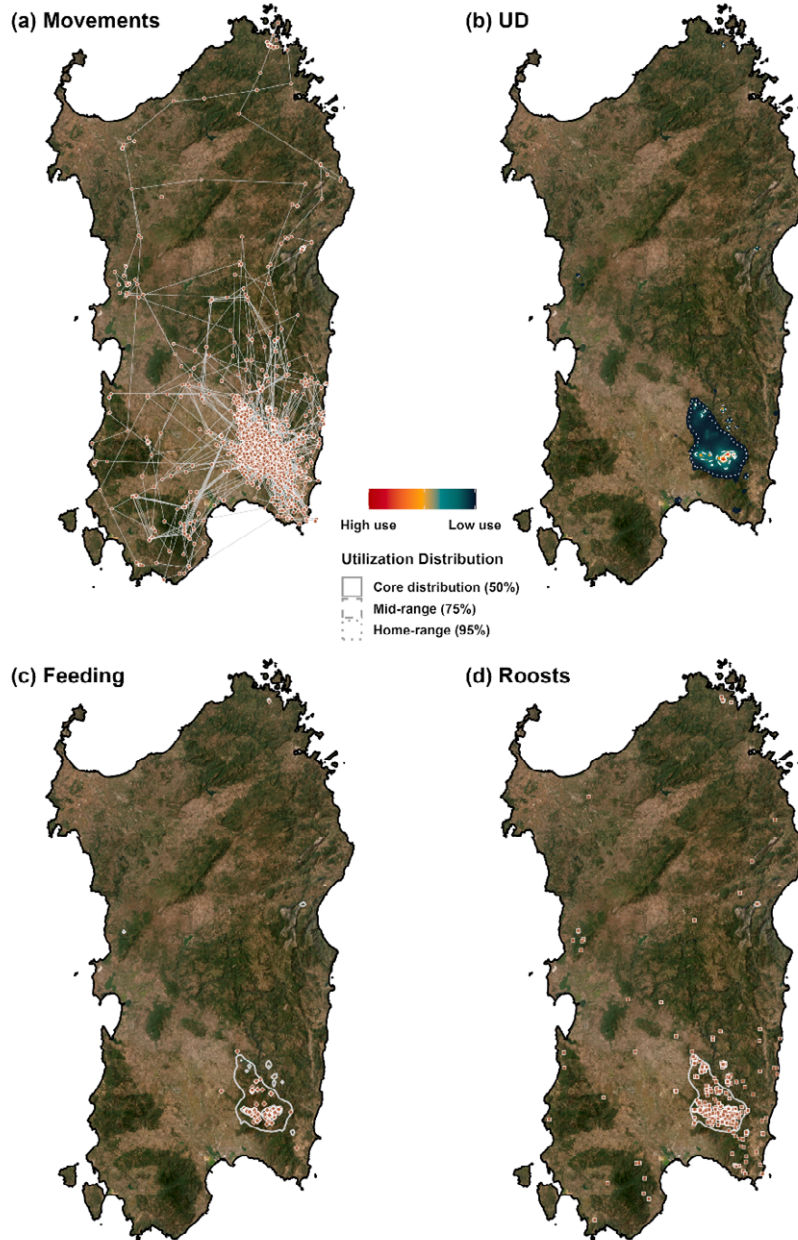 (a) Movements
(b) UD
High use
Low use
Utilization Distribution
Core distribution (50%)
Mid-range (75%)
Home-range (95%)
(c) Feeding
(d) Roosts